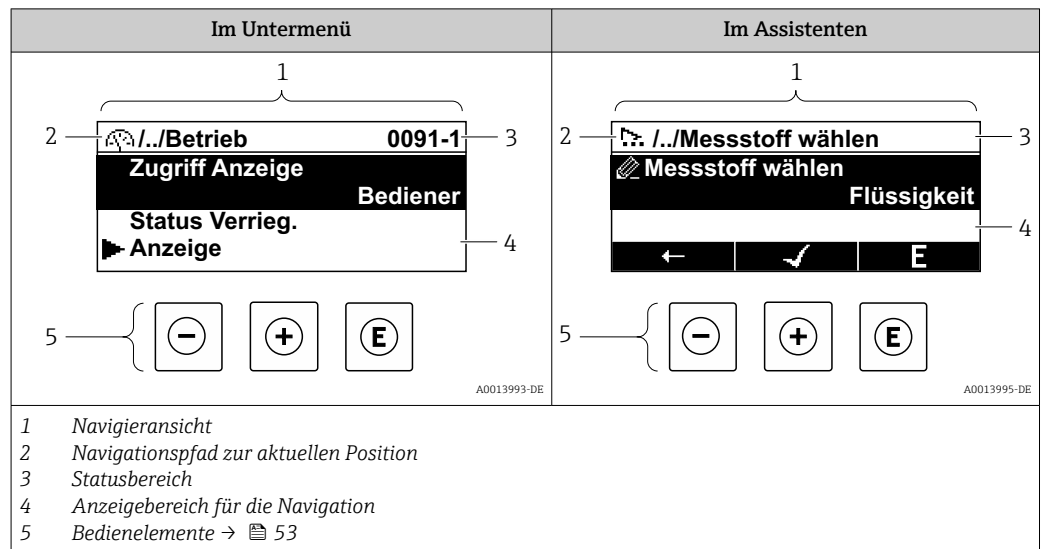 Im Untermenü
Im Assistenten
1
2
/../Betrieb 0091-1
3
Zugriff Anzeige
Bediener
Status Verrieg.
Anzeige
4
5
- + E
A0013993-DE
1
2
/../Messstoff wählen
3
Messstoff wählen
Flüssigkeit
4
← ✓ E
5
- + E
A0013995-DE
1 Navigieransicht
2 Navigationspfad zur aktuellen Position
3 Statusbereich
4 Anzeigebereich für die Navigation
5 Bedienelemente → 53